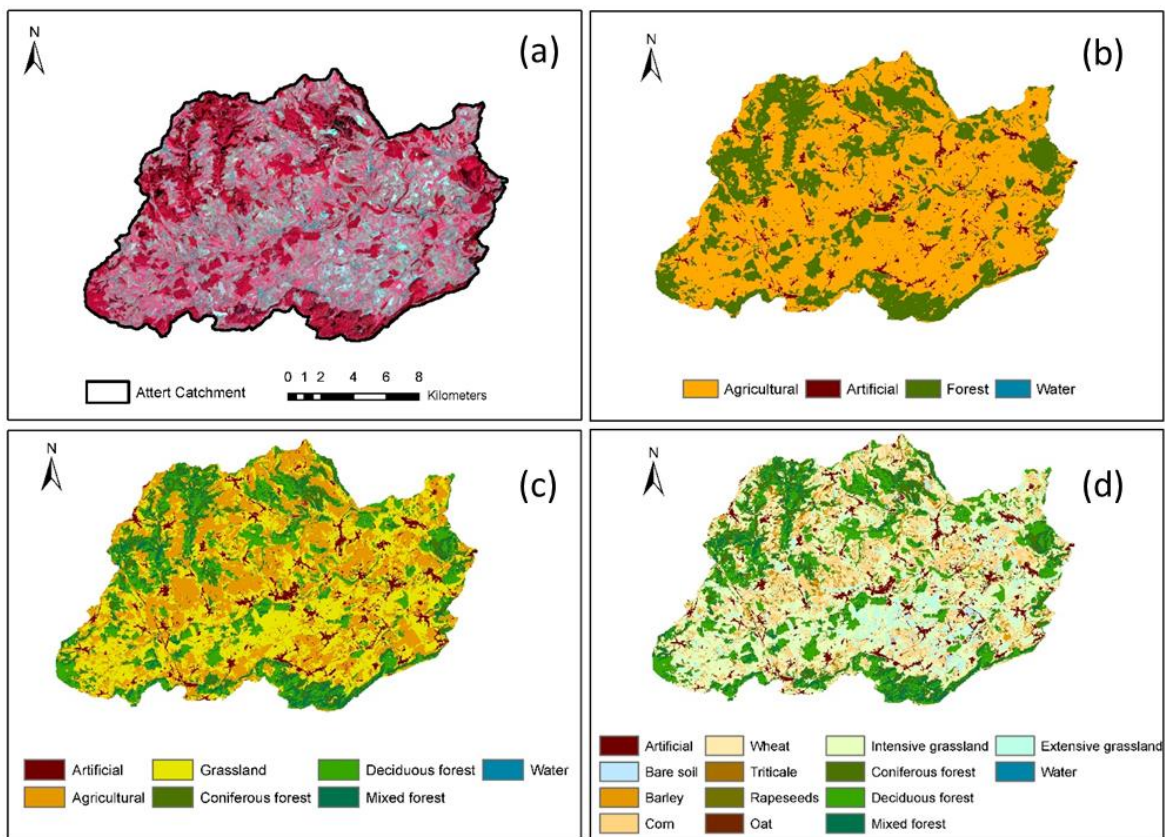 N
(a)
Attert Catchment
0 1 2 4 6 8
Kilometers
N
(b)
Agricultural Artificial Forest Water
N
(c)
Artificial Grassland Deciduous forest Water
Agricultural Coniferous forest Mixed forest
N
(d)
Artificial Wheat Intensive grassland Extensive grassland
Bare soil Triticale Coniferous forest Water
Barley Rapeseeds Deciduous forest
Corn Oat Mixed forest